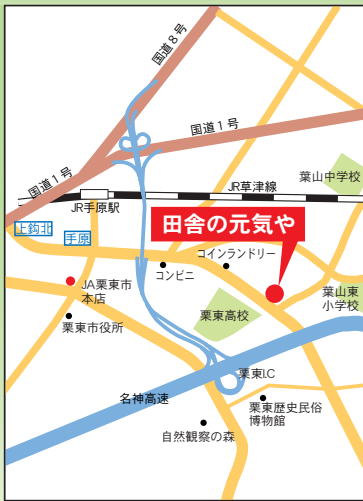 国道8号
国道1号
国道1号
JR草津線
葉山中学校
JR手原駅
上鈎北
手原
田舎の元気や
コインランドリー
コンビニ
JA栗東市
本店
栗東高校
葉山東
小学校
栗東市役所
栗東I.C
名神高速
栗東歴史民俗
博物館
自然観察の森